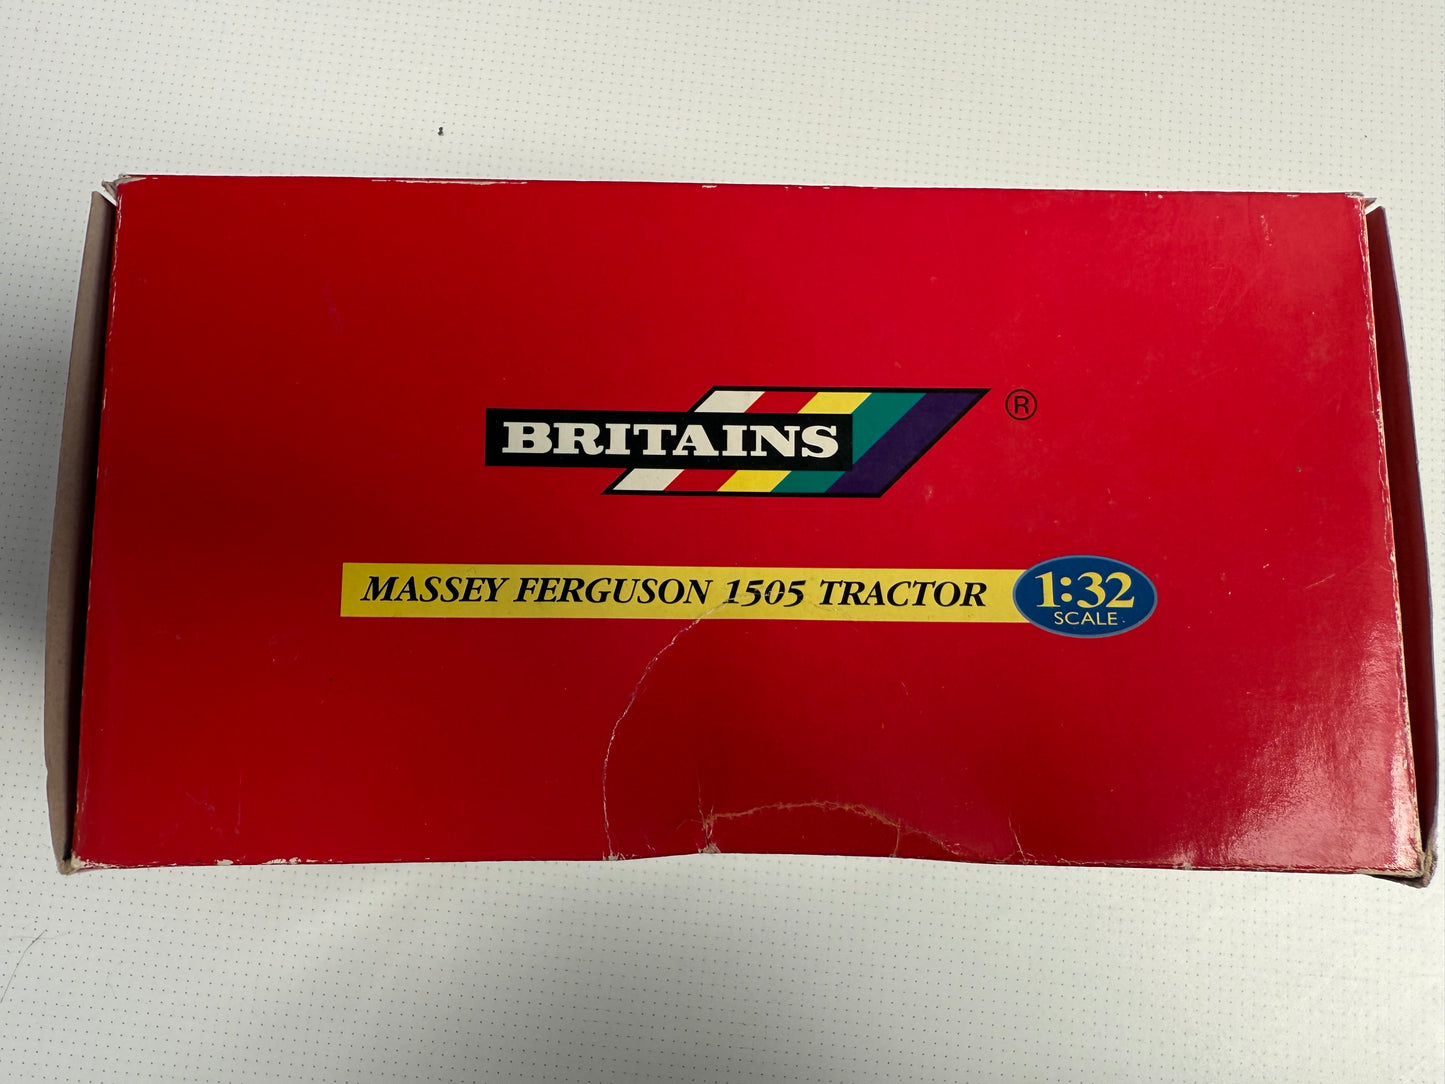 BRITAINS ®
MASSEY FERGUSON 1505 TRACTOR
1:32
SCALE